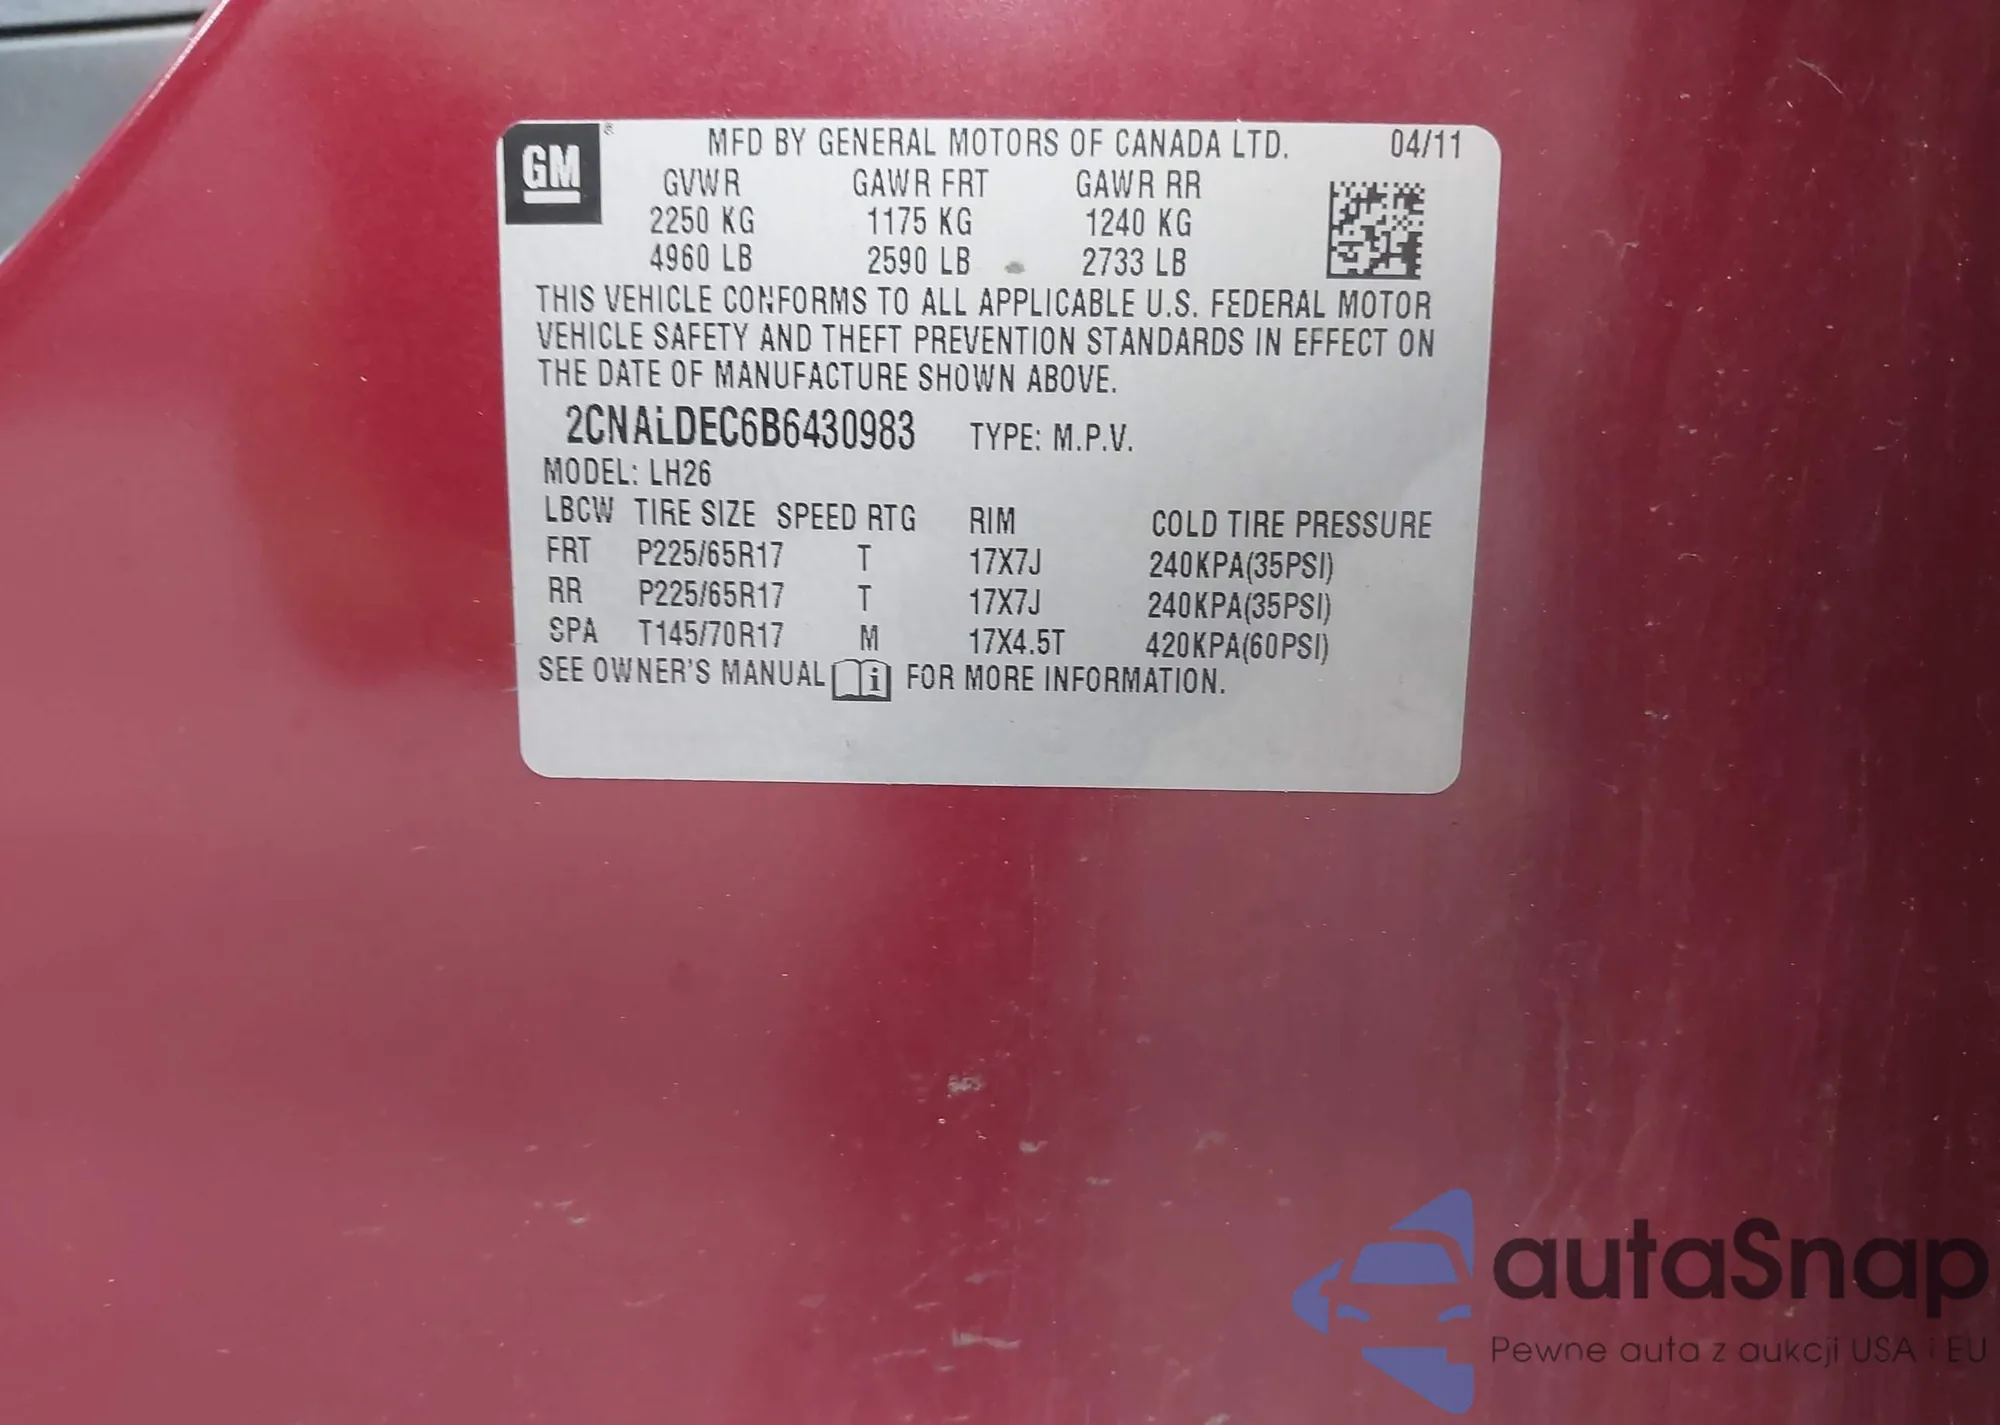 GM ® MFD BY GENERAL MOTORS OF CANADA LTD. 04/11
GVWR GAWR FRT GAWR RR
2250 KG 1175 KG 1240 KG
4960 LB 2590 LB 2733 LB
THIS VEHICLE CONFORMS TO ALL APPLICABLE U.S. FEDERAL MOTOR
VEHICLE SAFETY AND THEFT PREVENTION STANDARDS IN EFFECT ON
THE DATE OF MANUFACTURE SHOWN ABOVE.
2CNALDEC6B6430983 TYPE: M.P.V.
MODEL: LH26
LBCW TIRE SIZE SPEED RTG RIM COLD TIRE PRESSURE
FRT P225/65R17 T 17X7J 240KPA(35PSI)
RR P225/65R17 T 17X7J 240KPA(35PSI)
SPA T145/70R17 M 17X4.5T 420KPA(60PSI)
SEE OWNER'S MANUAL i FOR MORE INFORMATION.
autaSnap
Pewne auta z aukcji USA i EU